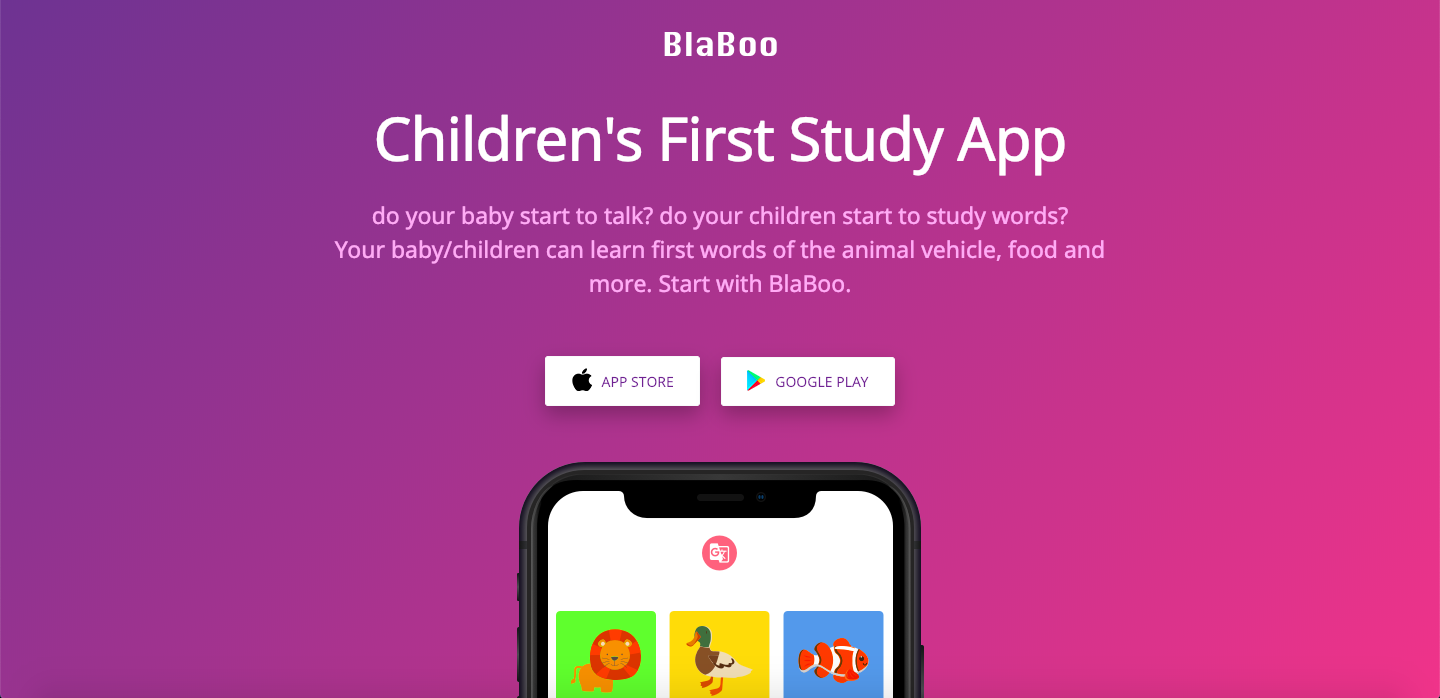 BlaBoo
Children's First Study App
do your baby start to talk? do your children start to study words?
Your baby/children can learn first words of the animal vehicle, food and
more. Start with BlaBoo.
APP STORE
GOOGLE PLAY